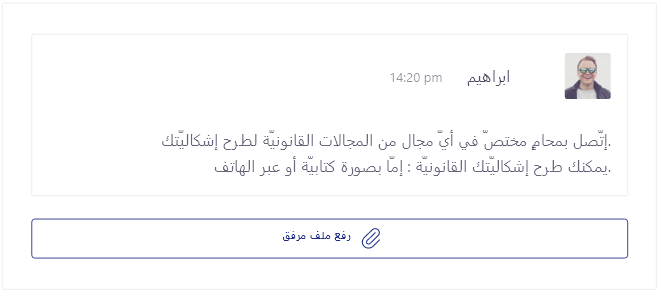 ابراهيم 14:20 pm
إتّصل بمحامٍ مختصّ في أيّ مجال من المجالات القانونيّة لطرح إشكاليّتك.
يمكنك طرح إشكاليّتك القانونيّة : إمّا بصورة كتابيّة أو عبر الهاتف.
رفع ملف مرفق